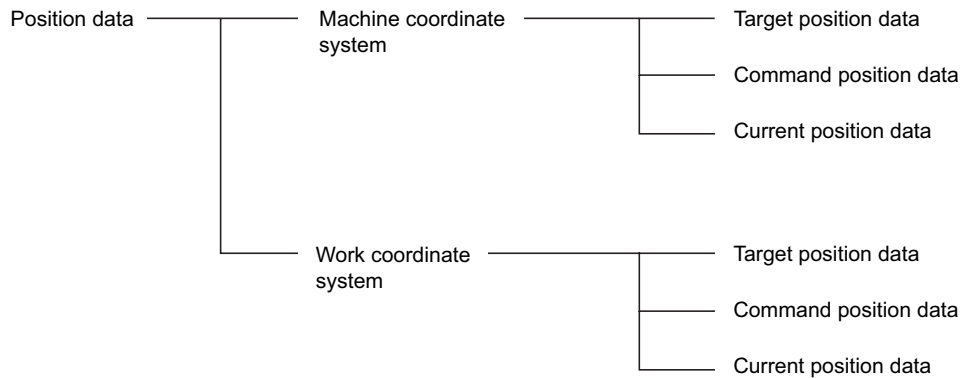 Position data
Machine coordinate
system
Target position data
Command position data
Current position data
Work coordinate
system
Target position data
Command position data
Current position data